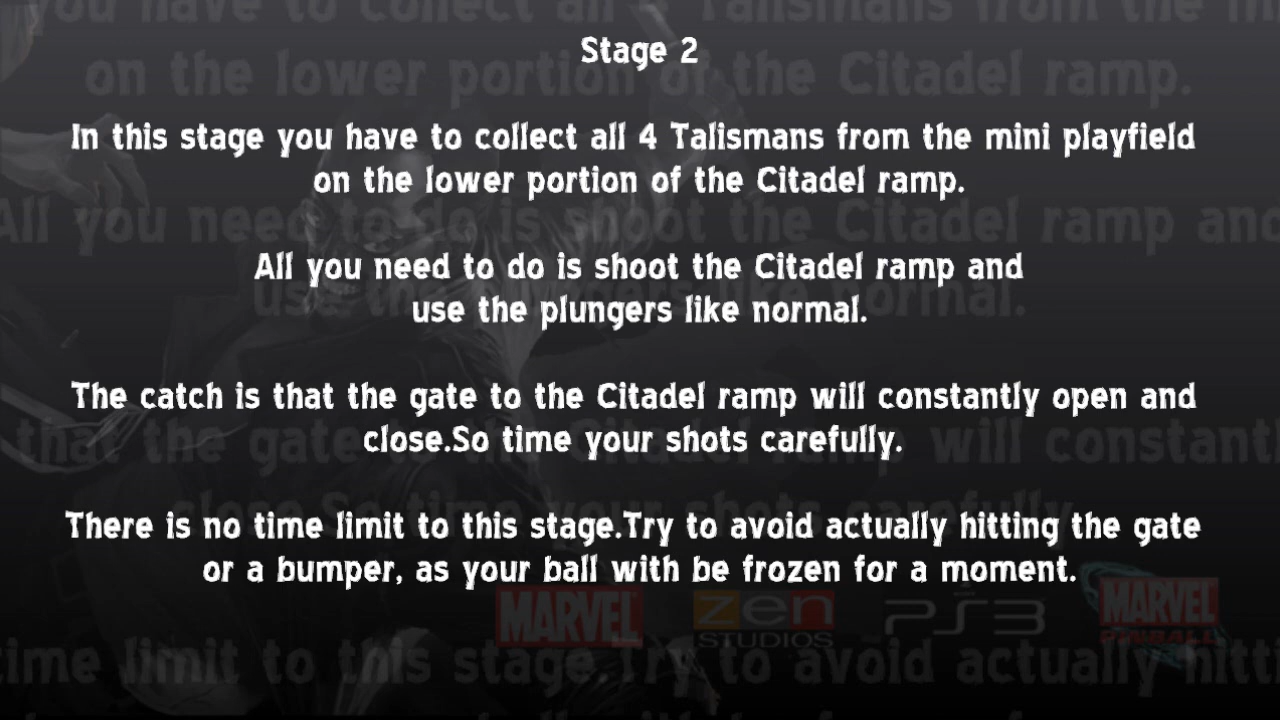 Stage 2
In this stage you have to collect all 4 Talismans from the mini playfield
on the lower portion of the Citadel ramp.
All you need to do is shoot the Citadel ramp and
use the plungers like normal.
The catch is that the gate to the Citadel ramp will constantly open and
close.So time your shots carefully.
There is no time limit to this stage.Try to avoid actually hitting the gate
or a bumper, as your ball with be frozen for a moment.
MARVEL
zen
STUDIOS
PS3
MARVEL
PINBALL